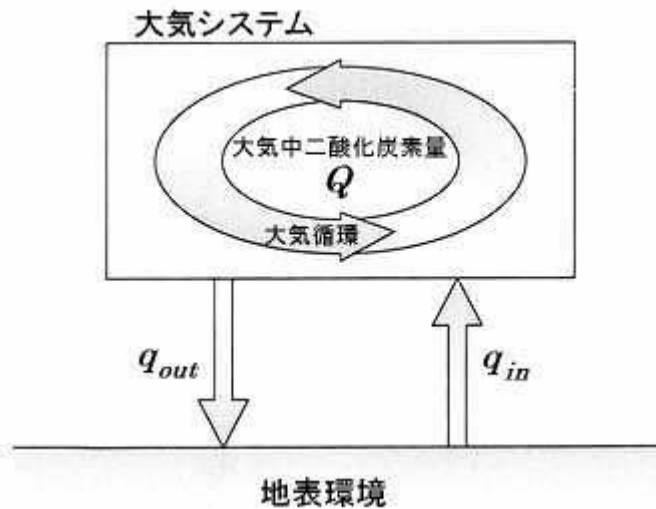 大気システム
大気中二酸化炭素量
Q
大気循環
q_out
q_in
地表環境